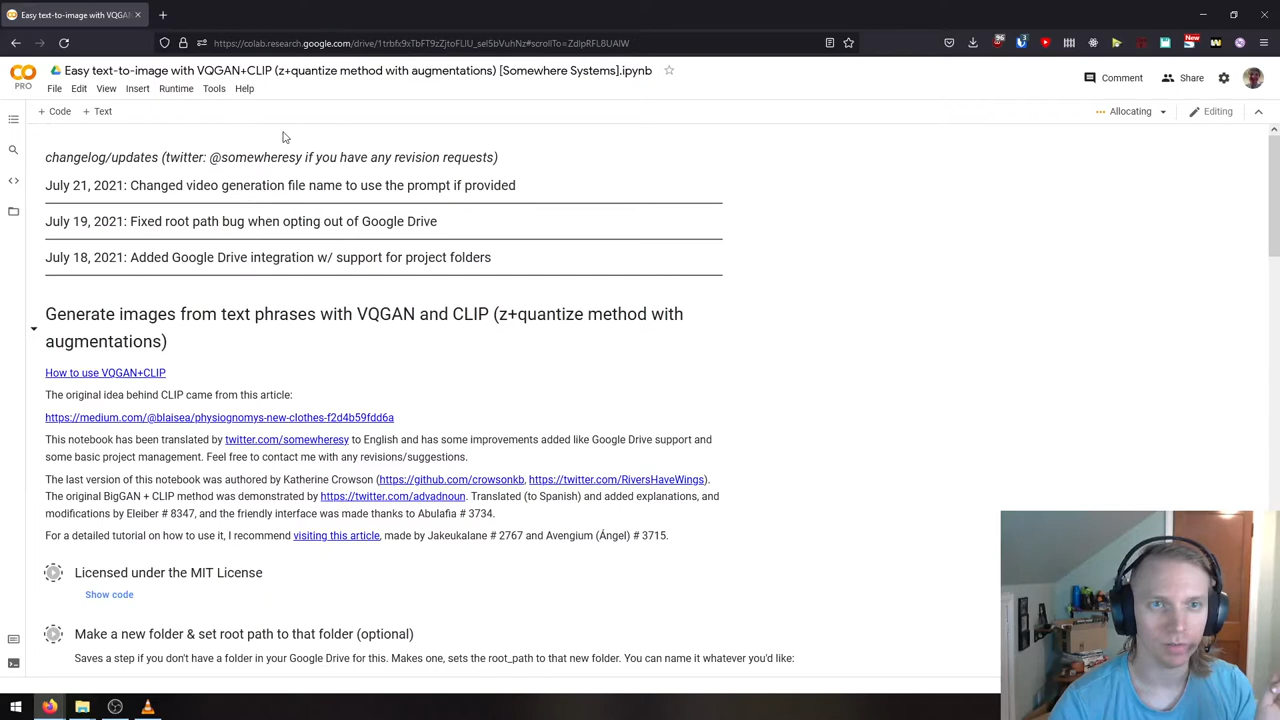 Easy text-to-image with VQGAN
https://colab.research.google.com/drive/1trbfx9xTbFT9zZjtoFLlU_sel5bVuhNz#scrollTo=ZdlpRFL8UAlW
96
3
New
PRO
Easy text-to-image with VQGAN+CLIP (z+quantize method with augmentations) [Somewhere Systems].ipynb
Comment
Share
File Edit View Insert Runtime Tools Help
+ Code + Text
Allocating
Editing
changelog/updates (twitter: @somewheresy if you have any revision requests)
July 21, 2021: Changed video generation file name to use the prompt if provided
July 19, 2021: Fixed root path bug when opting out of Google Drive
July 18, 2021: Added Google Drive integration w/ support for project folders
Generate images from text phrases with VQGAN and CLIP (z+quantize method with
augmentations)
How to use VQGAN+CLIP
The original idea behind CLIP came from this article:
https://medium.com/@blaisea/physiognomys-new-clothes-f2d4b59fdd6a
This notebook has been translated by twitter.com/somewheresy to English and has some improvements added like Google Drive support and
some basic project management. Feel free to contact me with any revisions/suggestions.
The last version of this notebook was authored by Katherine Crowson (https://github.com/crowsonkb, https://twitter.com/RiversHaveWings).
The original BigGAN + CLIP method was demonstrated by https://twitter.com/advadnoun. Translated (to Spanish) and added explanations, and
modifications by Eleiber # 8347, and the friendly interface was made thanks to Abulafia # 3734.
For a detailed tutorial on how to use it, I recommend visiting this article, made by Jakeukalane # 2767 and Avengium (Ángel) # 3715.
Licensed under the MIT License
Show code
Make a new folder & set root path to that folder (optional)
Saves a step if you don't have a folder in your Google Drive for this. Makes one, sets the root_path to that new folder. You can name it whatever you'd like: